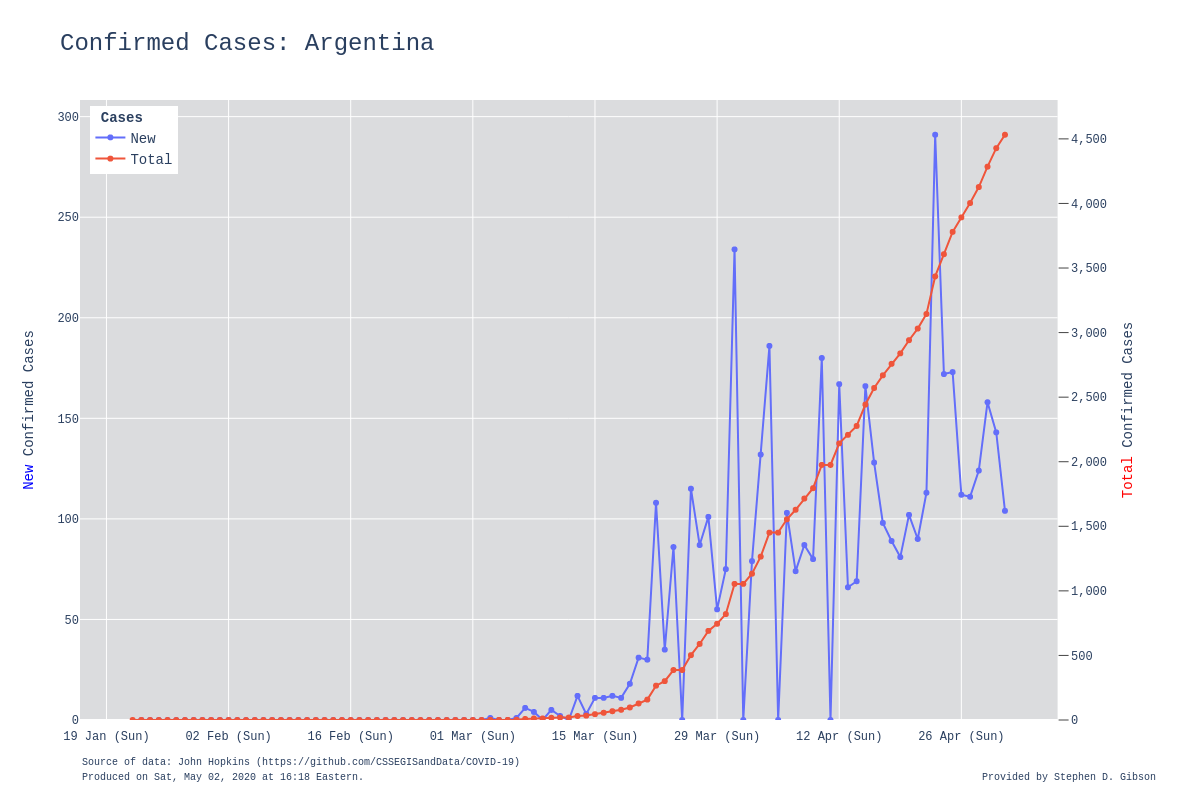 Confirmed Cases: Argentina
Cases
New
Total
300
250
200
150
100
50
0
New Confirmed Cases
4,500
4,000
3,500
3,000
2,500
2,000
1,500
1,000
500
0
Total Confirmed Cases
19 Jan (Sun) 02 Feb (Sun) 16 Feb (Sun) 01 Mar (Sun) 15 Mar (Sun) 29 Mar (Sun) 12 Apr (Sun) 26 Apr (Sun)
Source of data: John Hopkins (https://github.com/CSSEGISandData/COVID-19)
Produced on Sat, May 02, 2020 at 16:18 Eastern.
Provided by Stephen D. Gibson